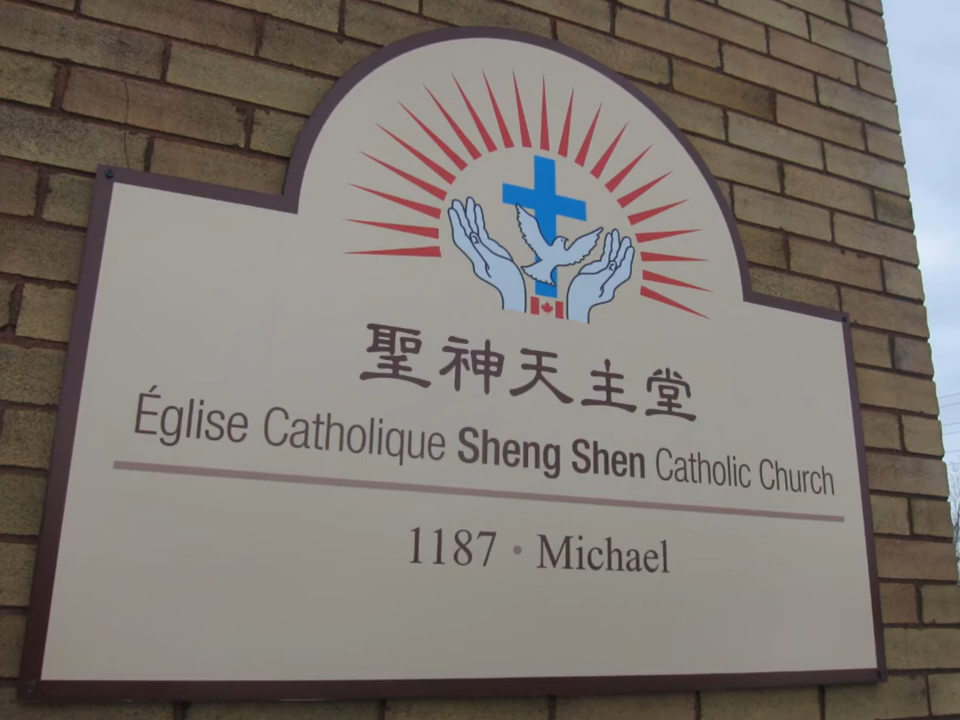 聖神天主堂
Église Catholique Sheng Shen Catholic Church
1187 • Michael